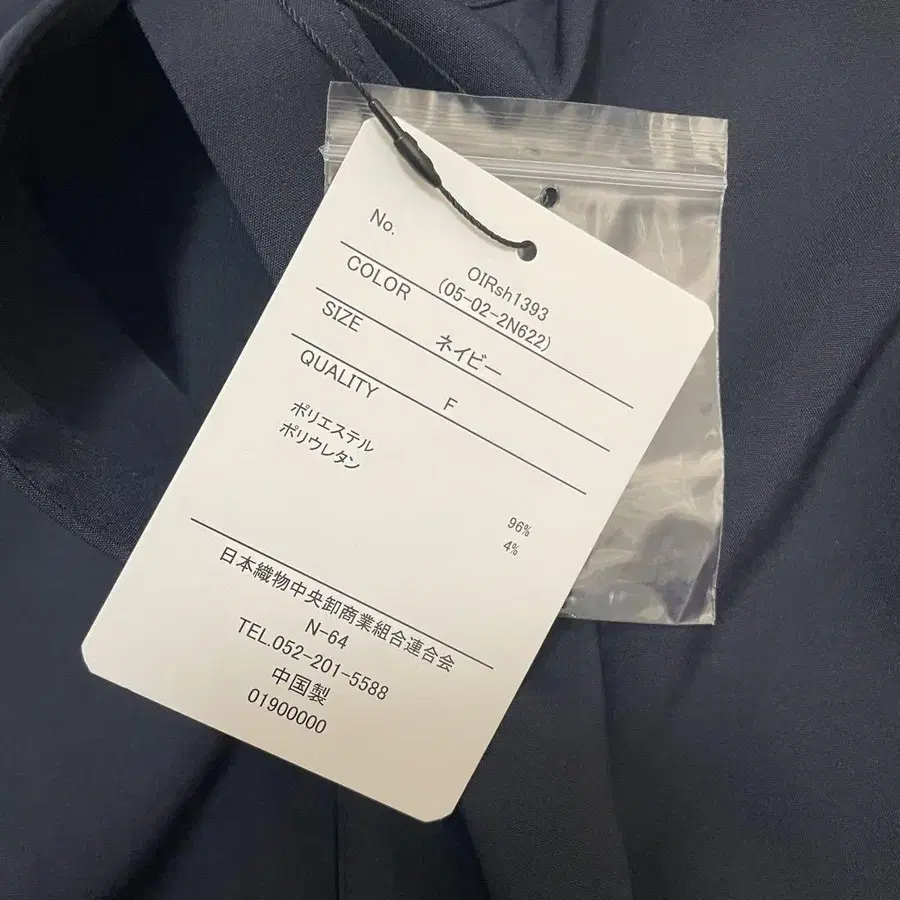 No. OIRsh1393
(05-02-2N622)
COLOR ネイビー
SIZE F
QUALITY
ポリエステル 96%
ポリウレタン 4%
日本織物中央卸商業組合連合会
N-64
TEL.052-201-5588
中国製
01900000